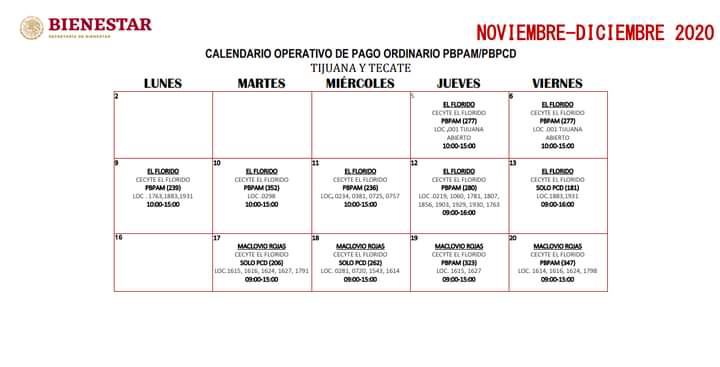 BIENESTAR
SECRETARÍA DE BIENESTAR
NOVIEMBRE-DICIEMBRE 2020
CALENDARIO OPERATIVO DE PAGO ORDINARIO PBPAM/PBPCD
TIJUANA Y TECATE
LUNES MARTES MIÉRCOLES JUEVES VIERNES
2
5
EL FLORIDO
CECYTE EL FLORIDO
PBPAM (277)
LOC .001 TIJUANA
ABIERTO
10:00-15:00
6
EL FLORIDO
CECYTE EL FLORIDO
PBPAM (277)
LOC .001 TIJUANA
ABIERTO
10:00-15:00
9
EL FLORIDO
CECYTE EL FLORIDO
PBPAM (239)
LOC . 1763,1883,1931
10:00-15:00
10
EL FLORIDO
CECYTE EL FLORIDO
PBPAM (352)
LOC .0298
10:00-15:00
11
EL FLORIDO
CECYTE EL FLORIDO
PBPAM (236)
LOC. 0234, 0381, 0725, 0757
10:00-15:00
12
EL FLORIDO
CECYTE EL FLORIDO
PBPAM (280)
LOC .0219, 1060, 1781, 1807,
1856, 1903, 1929, 1930, 1763
09:00-16:00
13
EL FLORIDO
CECYTE EL FLORIDO
SOLO PCD (181)
LOC.1883,1931
09:00-16:00
16
17
MACLOVIO ROJAS
CECYTE EL FLORIDO
SOLO PCD (206)
LOC.1615, 1616, 1624, 1627, 1791
09:00-15:00
18
MACLOVIO ROJAS
CECYTE EL FLORIDO
SOLO PCD (262)
LOC. 0281, 0720, 1543, 1614
09:00-15:00
19
MACLOVIO ROJAS
CECYTE EL FLORIDO
PBPAM (323)
LOC. 1615, 1627
09:00-15:00
20
MACLOVIO ROJAS
CECYTE EL FLORIDO
PBPAM (347)
LOC. 1614, 1616, 1624, 1798
09:00-15:00